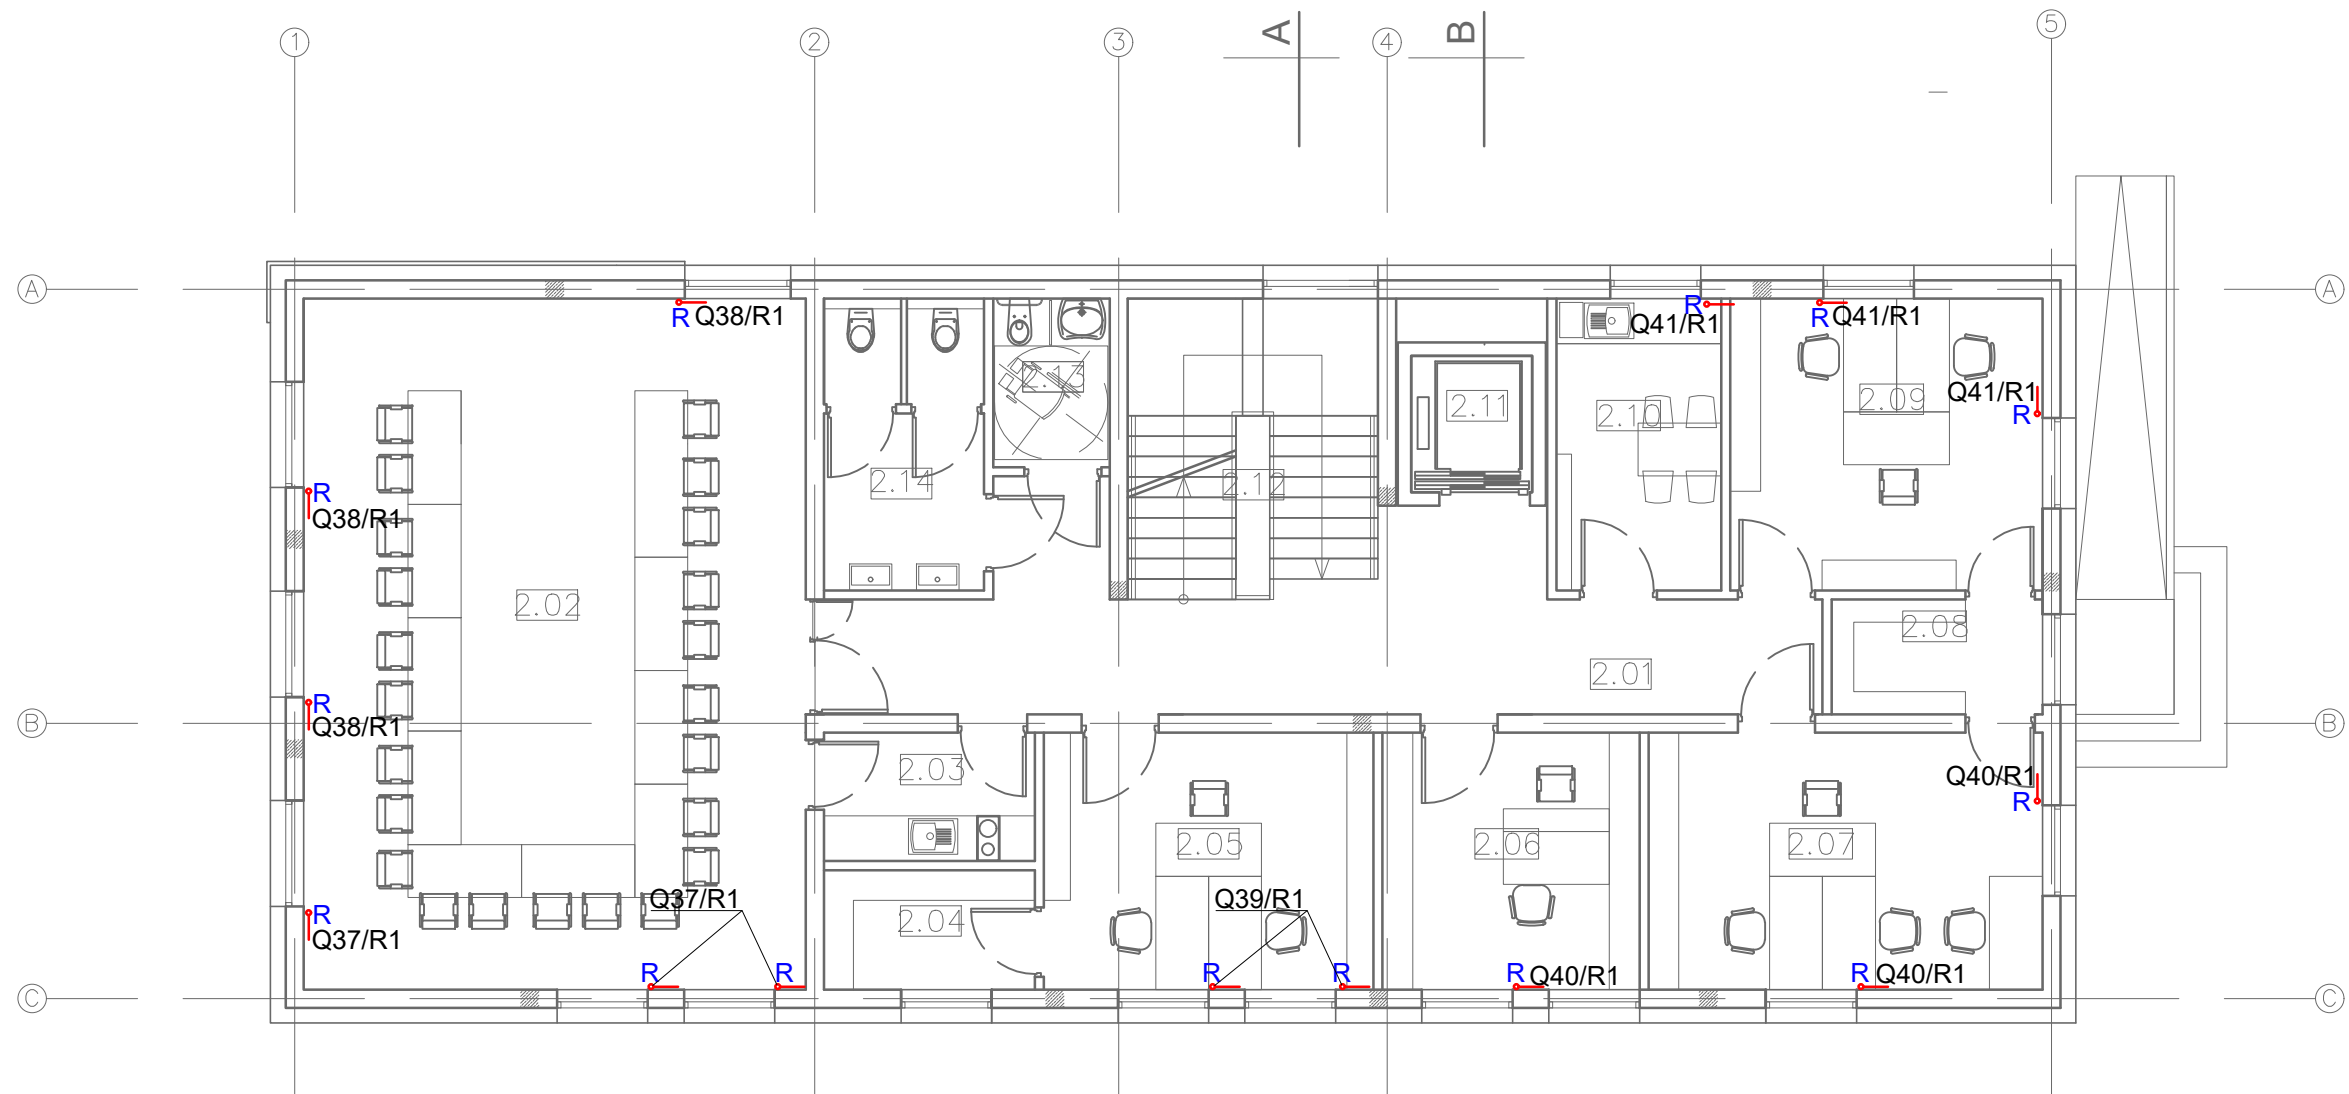 1
2
3
4
5
A
B
A
A
R
Q38/R1
R
Q41/R1
R
Q41/R1
2.13
Q41/R1
R
2.09
2.11
2.10
2.14
2.12
R
Q38/R1
2.02
2.08
2.01
R
Q38/R1
B
B
2.03
Q40/R1
R
2.05
2.06
2.07
Q37/R1
Q39/R1
R
Q37/R1
2.04
R
R
R
R
R
Q40/R1
R
Q40/R1
C
C